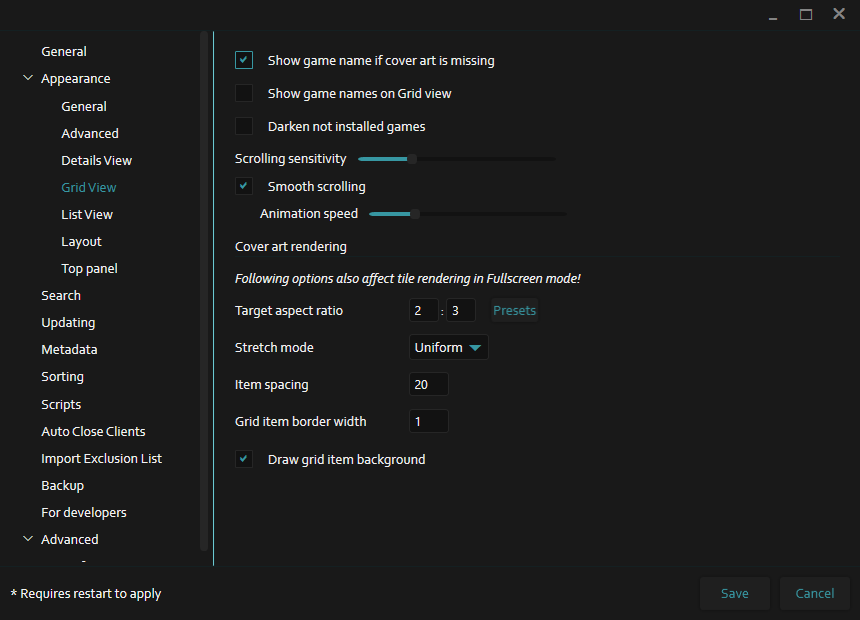 General
Appearance
General
Advanced
Details View
Grid View
List View
Layout
Top panel
Search
Updating
Metadata
Sorting
Scripts
Auto Close Clients
Import Exclusion List
Backup
For developers
Advanced
Show game name if cover art is missing
Show game names on Grid view
Darken not installed games
Scrolling sensitivity
Smooth scrolling
Animation speed
Cover art rendering
Following options also affect tile rendering in Fullscreen mode!
Target aspect ratio 2 : 3 Presets
Stretch mode Uniform
Item spacing 20
Grid item border width 1
Draw grid item background
* Requires restart to apply
Save Cancel